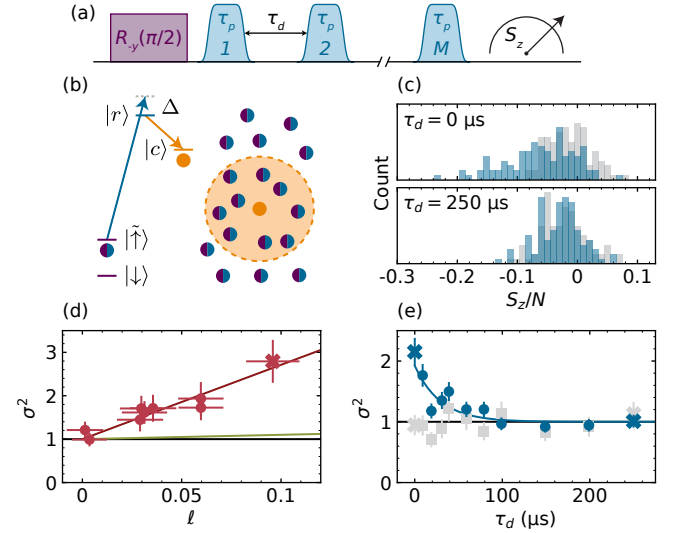 (a)
R-y(π/2)
τp 1
τd
τp 2
τp M
Sz
(b)
|r⟩
Δ
|c⟩
|↑̃⟩
|↓⟩
(c)
τd = 0 μs
τd = 250 μs
Count
-0.3 -0.2 -0.1 0 0.1
Sz/N
(d)
σ²
3
2
1
0
0 0.05 0.1
ℓ
(e)
σ²
2
1
0
0 100 200
τd (μs)